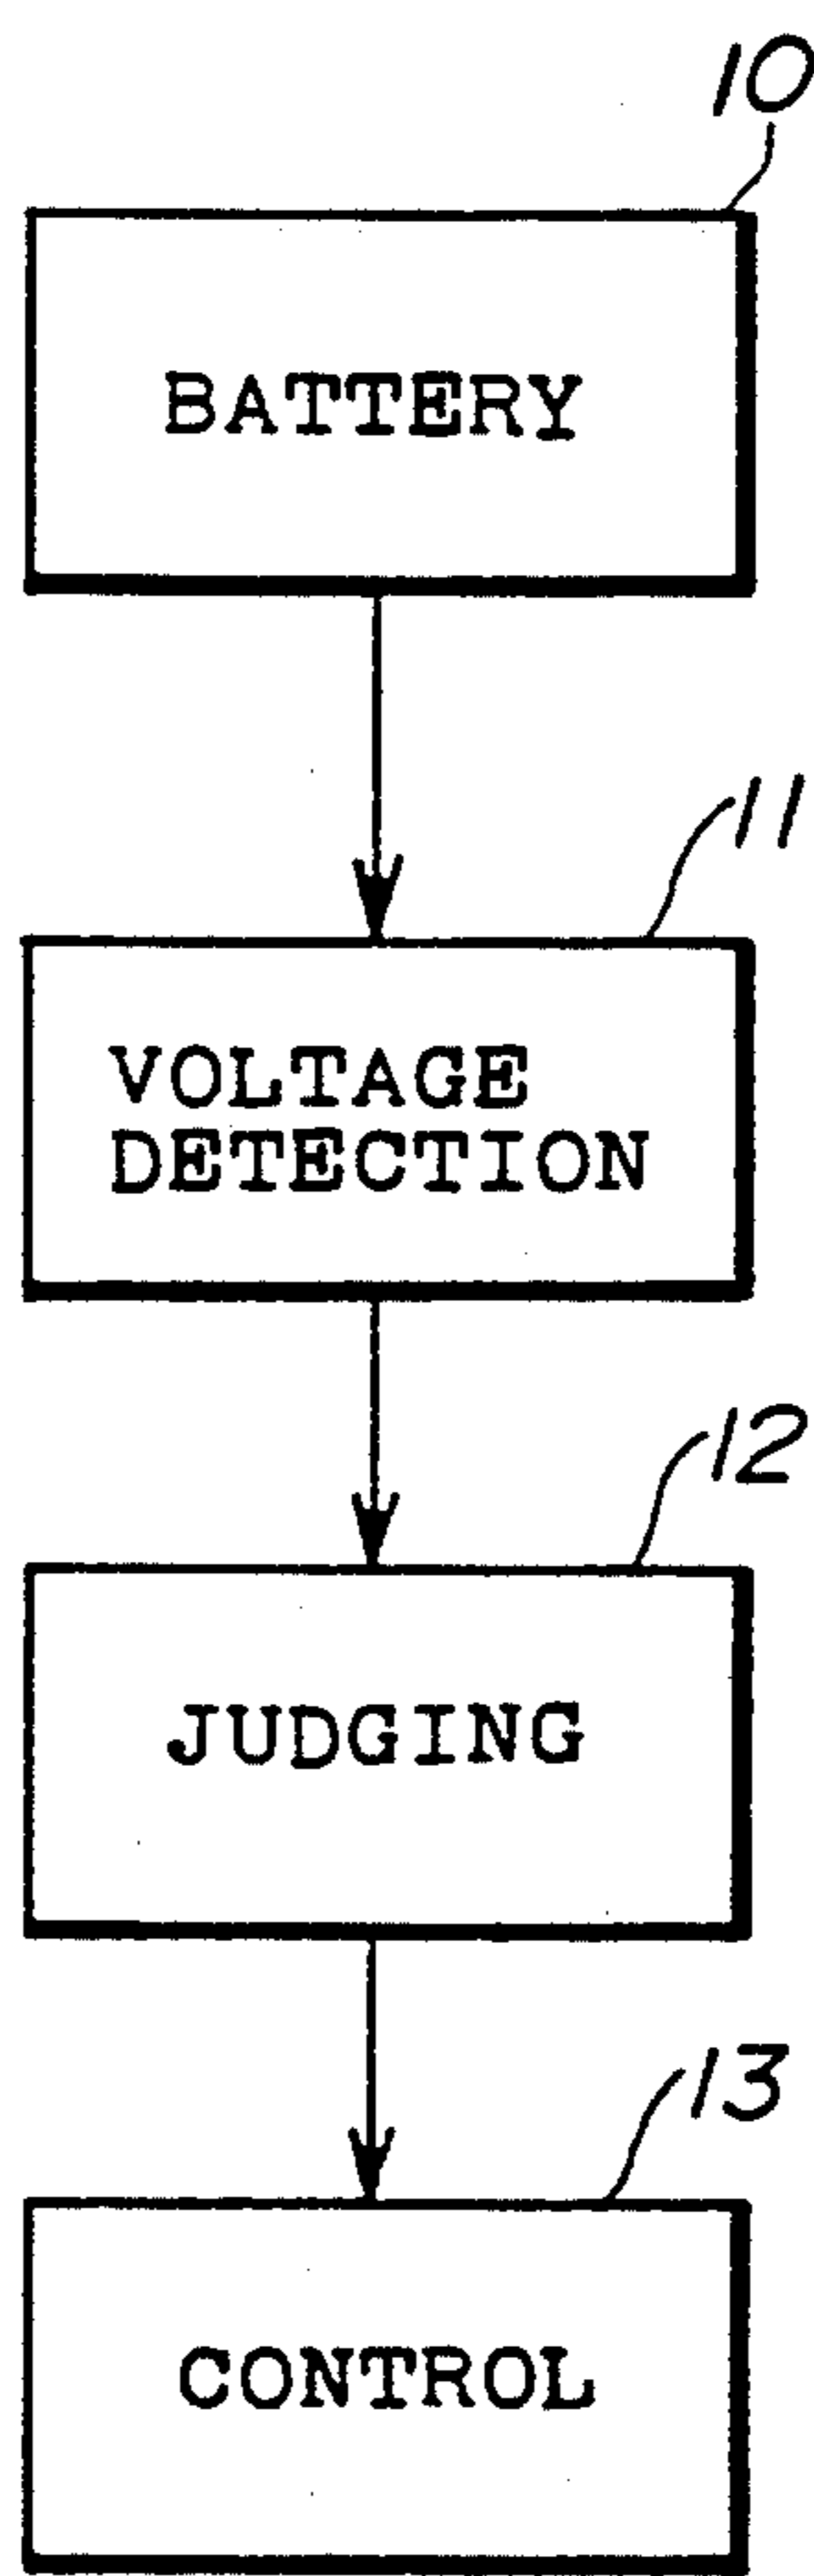 10
BATTERY
11
VOLTAGE
DETECTION
12
JUDGING
13
CONTROL